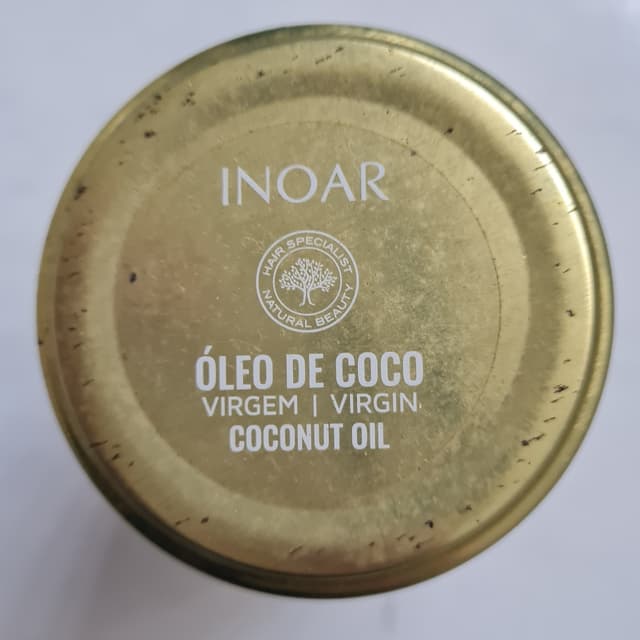 INOAR
HAIR SPECIALIST
NATURAL BEAUTY
ÓLEO DE COCO
VIRGEM | VIRGIN
COCONUT OIL